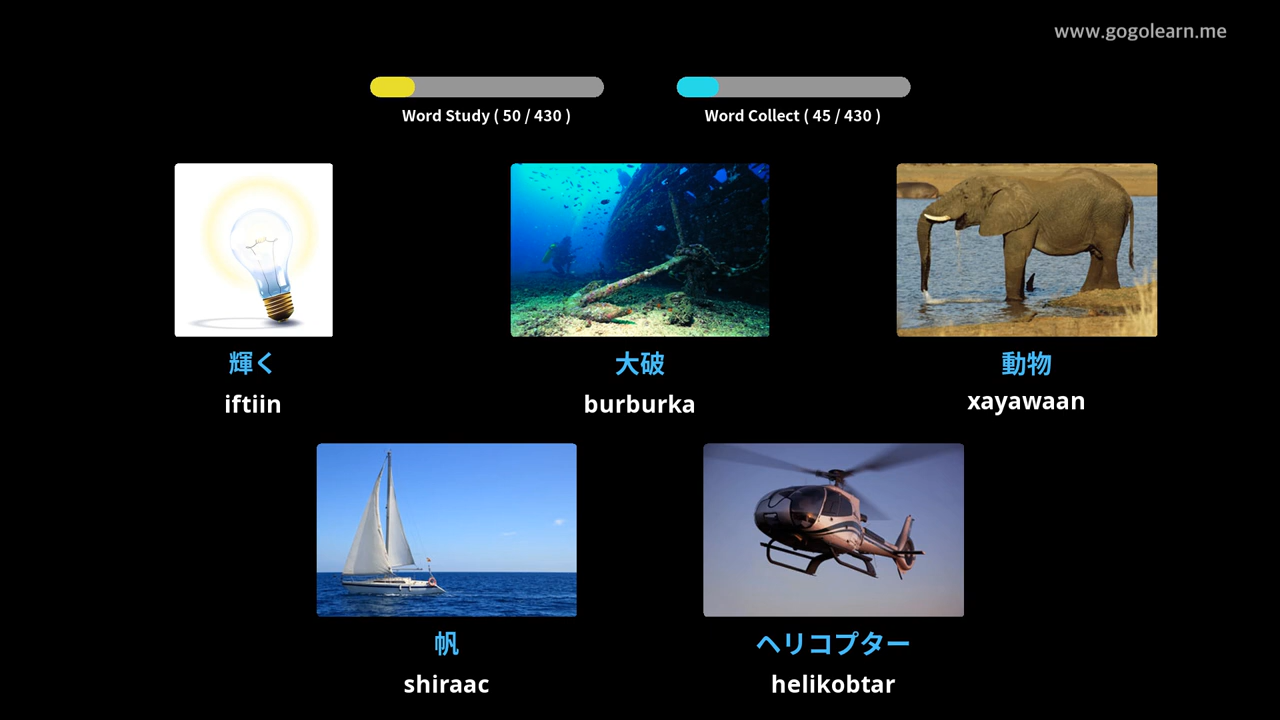 www.gogolearn.me
Word Study ( 50 / 430 )
Word Collect ( 45 / 430 )
輝く
iftiin
大破
burburka
動物
xayawaan
帆
shiraac
ヘリコプター
helikobtar